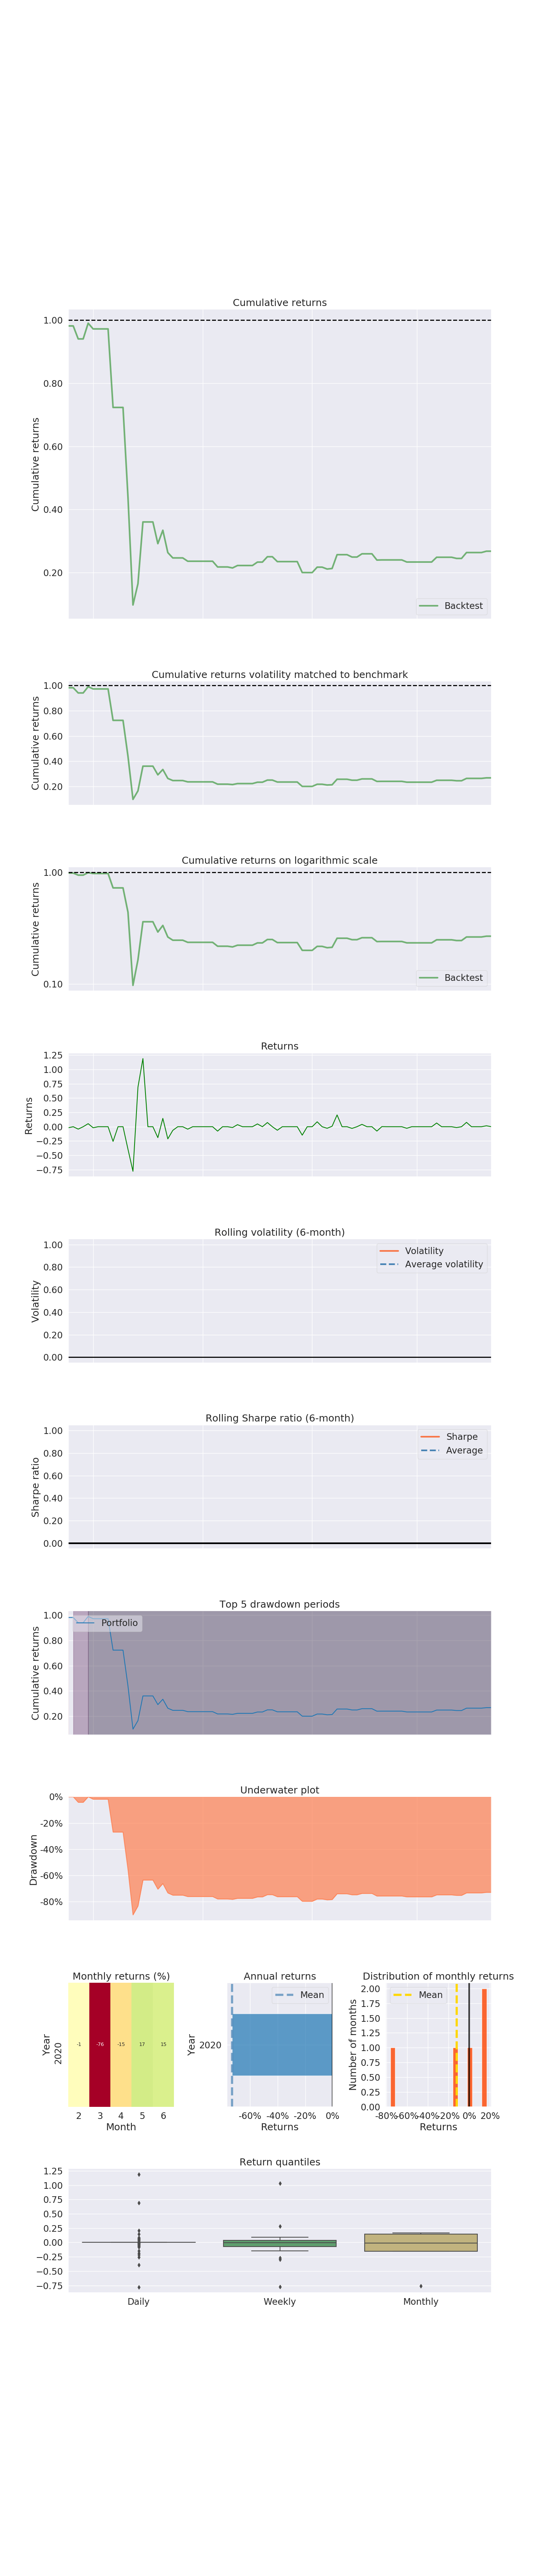 Cumulative returns
1.00
0.80
0.60
0.40
0.20
Cumulative returns
Backtest
Cumulative returns volatility matched to benchmark
1.00
0.80
0.60
0.40
0.20
Cumulative returns
Cumulative returns on logarithmic scale
1.00
0.10
Cumulative returns
Backtest
Returns
1.25
1.00
0.75
0.50
0.25
0.00
−0.25
−0.50
−0.75
Returns
Rolling volatility (6-month)
1.00
0.80
0.60
0.40
0.20
0.00
Volatility
Volatility
Average volatility
Rolling Sharpe ratio (6-month)
1.00
0.80
0.60
0.40
0.20
0.00
Sharpe ratio
Sharpe
Average
Top 5 drawdown periods
1.00
0.80
0.60
0.40
0.20
Cumulative returns
Portfolio
Underwater plot
0%
-20%
-40%
-60%
-80%
Drawdown
Monthly returns (%)
Year
2020
-1 -76 -15 17 15
2 3 4 5 6
Month
Annual returns
Mean
Year
2020
-60% -40% -20% 0%
Returns
Distribution of monthly returns
Mean
2.00
1.75
1.50
1.25
1.00
0.75
0.50
0.25
0.00
Number of months
-80%-60%-40%-20% 0% 20%
Returns
Return quantiles
1.25
1.00
0.75
0.50
0.25
0.00
−0.25
−0.50
−0.75
Daily Weekly Monthly